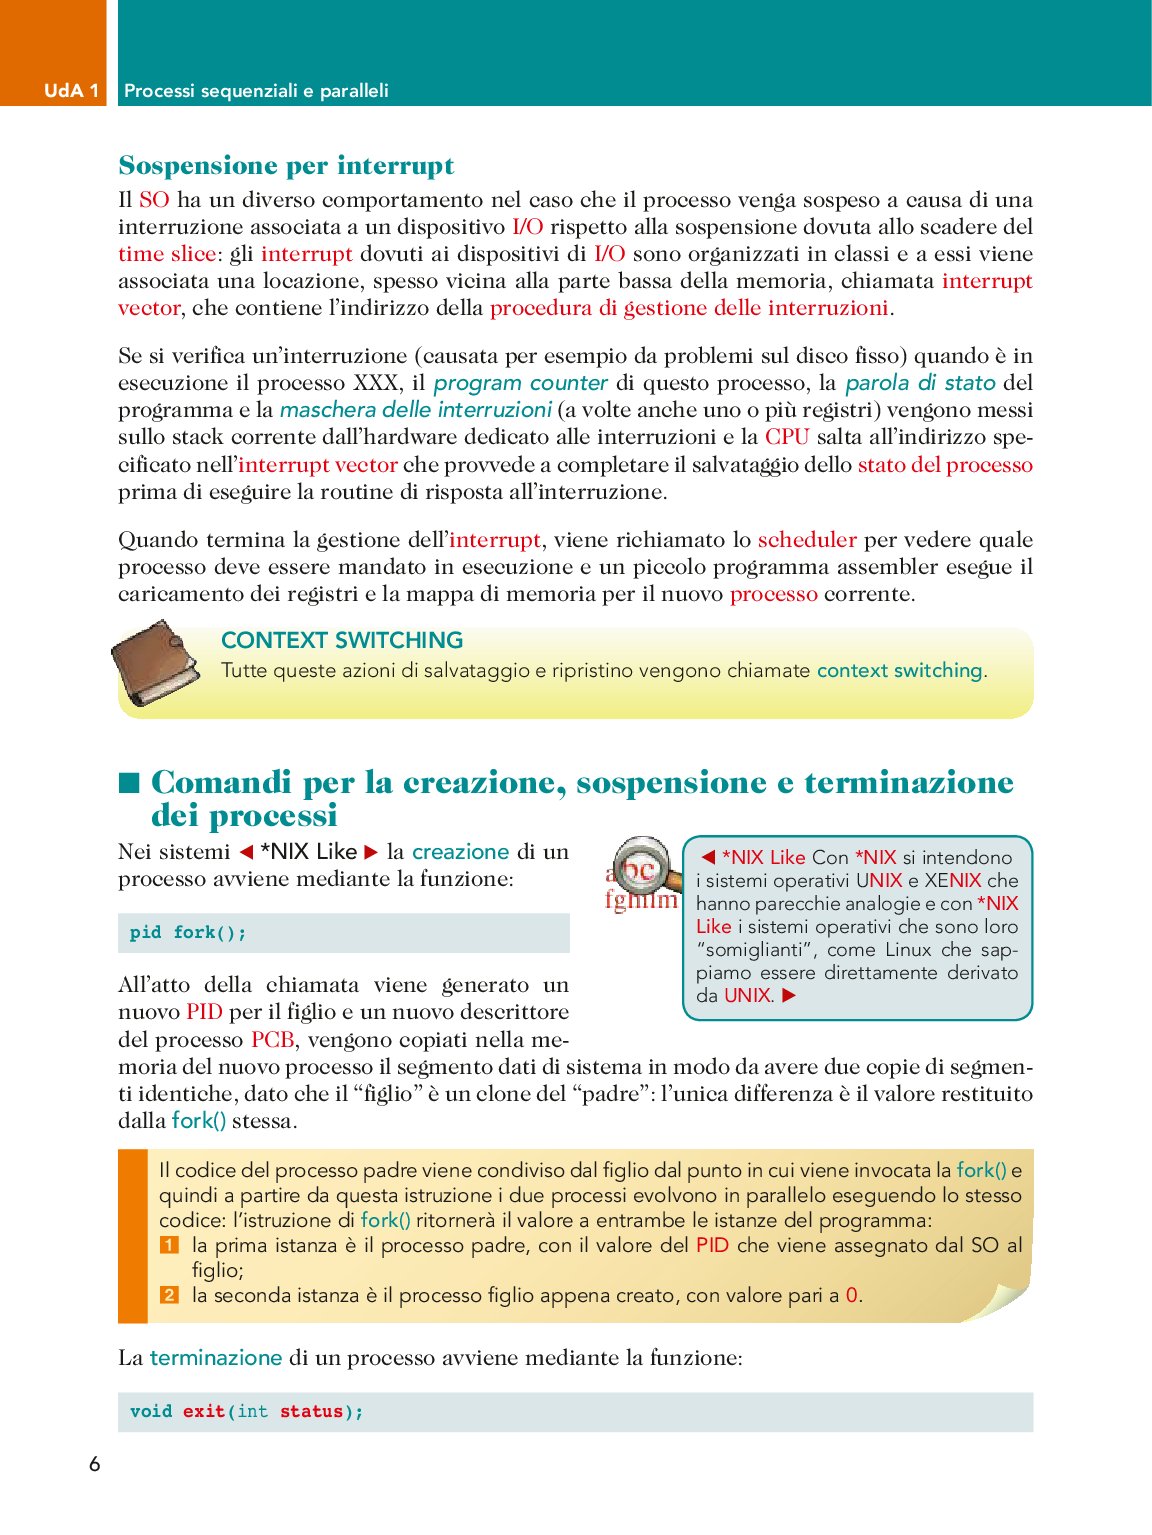 UdA 1 Processi sequenziali e paralleli
Sospensione per interrupt
Il SO ha un diverso comportamento nel caso che il processo venga sospeso a causa di una
interruzione associata a un dispositivo I/O rispetto alla sospensione dovuta allo scadere del
time slice: gli interrupt dovuti ai dispositivi di I/O sono organizzati in classi e a essi viene
associata una locazione, spesso vicina alla parte bassa della memoria, chiamata interrupt
vector, che contiene l'indirizzo della procedura di gestione delle interruzioni.
Se si verifica un'interruzione (causata per esempio da problemi sul disco fisso) quando è in
esecuzione il processo XXX, il program counter di questo processo, la parola di stato del
programma e la maschera delle interruzioni (a volte anche uno o più registri) vengono messi
sullo stack corrente dall'hardware dedicato alle interruzioni e la CPU salta all'indirizzo spe-
cificato nell'interrupt vector che provvede a completare il salvataggio dello stato del processo
prima di eseguire la routine di risposta all'interruzione.
Quando termina la gestione dell'interrupt, viene richiamato lo scheduler per vedere quale
processo deve essere mandato in esecuzione e un piccolo programma assembler esegue il
caricamento dei registri e la mappa di memoria per il nuovo processo corrente.
CONTEXT SWITCHING
Tutte queste azioni di salvataggio e ripristino vengono chiamate context switching.
■ Comandi per la creazione, sospensione e terminazione
dei processi
Nei sistemi ◀ *NIX Like ▶ la creazione di un
processo avviene mediante la funzione:
pid fork();
abc
fghilm
◀ *NIX Like Con *NIX si intendono
i sistemi operativi UNIX e XENIX che
hanno parecchie analogie e con *NIX
Like i sistemi operativi che sono loro
"somiglianti", come Linux che sap-
piamo essere direttamente derivato
da UNIX. ▶
All'atto della chiamata viene generato un
nuovo PID per il figlio e un nuovo descrittore
del processo PCB, vengono copiati nella me-
moria del nuovo processo il segmento dati di sistema in modo da avere due copie di segmen-
ti identiche, dato che il "figlio" è un clone del "padre": l'unica differenza è il valore restituito
dalla fork() stessa.
Il codice del processo padre viene condiviso dal figlio dal punto in cui viene invocata la fork() e
quindi a partire da questa istruzione i due processi evolvono in parallelo eseguendo lo stesso
codice: l'istruzione di fork() ritornerà il valore a entrambe le istanze del programma:
1 la prima istanza è il processo padre, con il valore del PID che viene assegnato dal SO al
figlio;
2 la seconda istanza è il processo figlio appena creato, con valore pari a 0.
La terminazione di un processo avviene mediante la funzione:
void exit(int status);
6